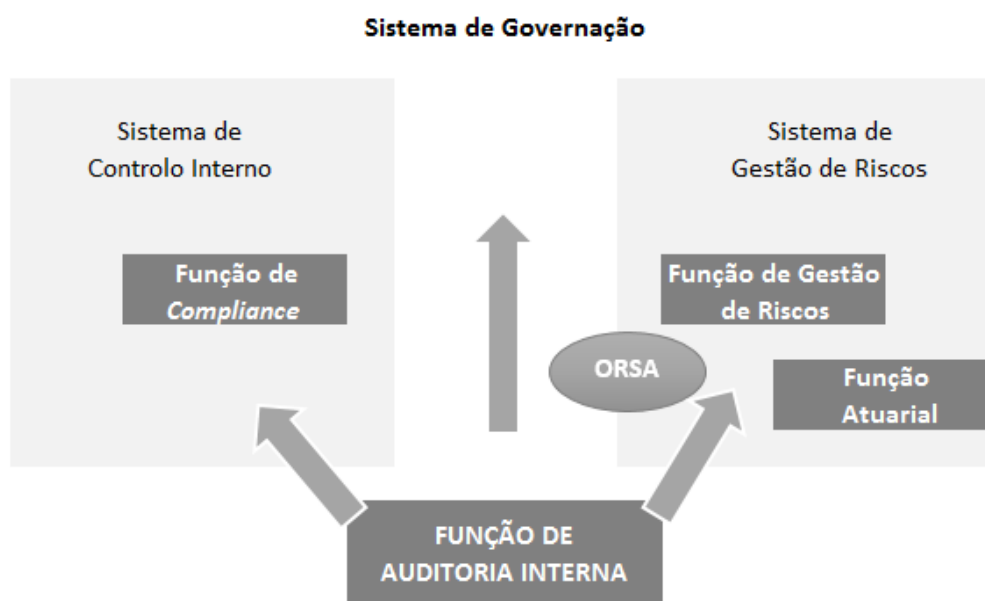 Sistema de Governação
Sistema de
Controlo Interno
Função de
Compliance
Sistema de
Gestão de Riscos
Função de Gestão
de Riscos
ORSA
Função
Atuarial
FUNÇÃO DE
AUDITORIA INTERNA